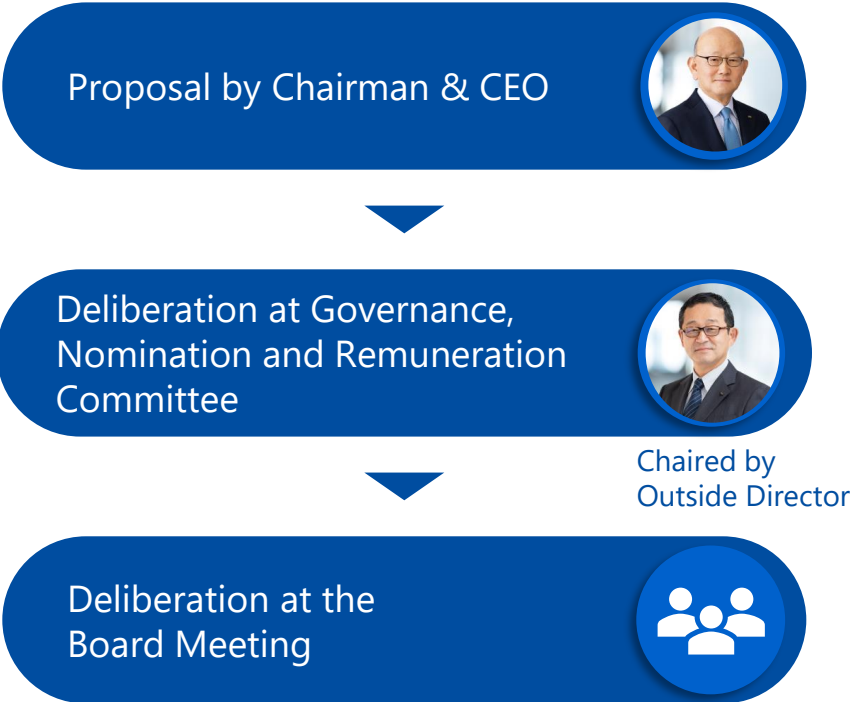 Proposal by Chairman & CEO
Deliberation at Governance,
Nomination and Remuneration
Committee
Chaired by
Outside Director
Deliberation at the
Board Meeting